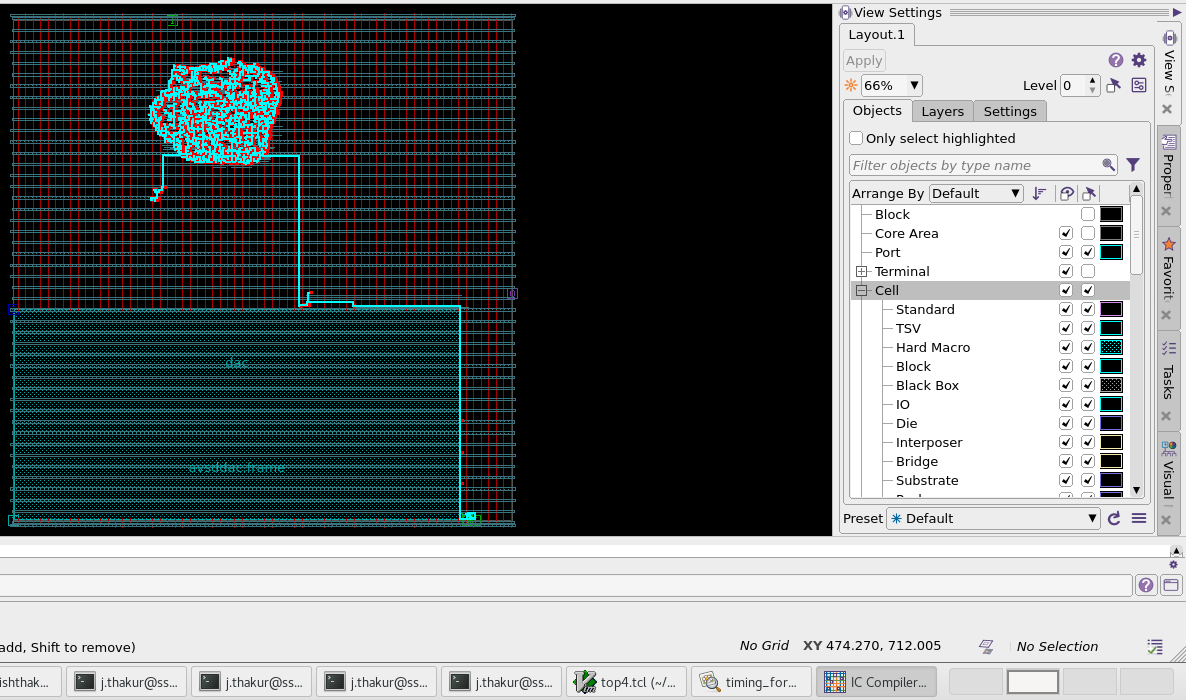 View Settings
Layout.1
Apply
66%
Level 0
Objects Layers Settings
Only select highlighted
Filter objects by type name
Arrange By Default
Block
Core Area
Port
Terminal
Cell
Standard
TSV
Hard Macro
Block
Black Box
IO
Die
Interposer
Bridge
Substrate
Preset Default
View S
Proper
Favorit
Tasks
Visual
dac
avsddac.frame
add, Shift to remove)
No Grid XY 474.270, 712.005 No Selection
ishthak...
j.thakur@ss...
j.thakur@ss...
j.thakur@ss...
j.thakur@ss...
top4.tcl (~/...
timing_for...
IC Compiler...